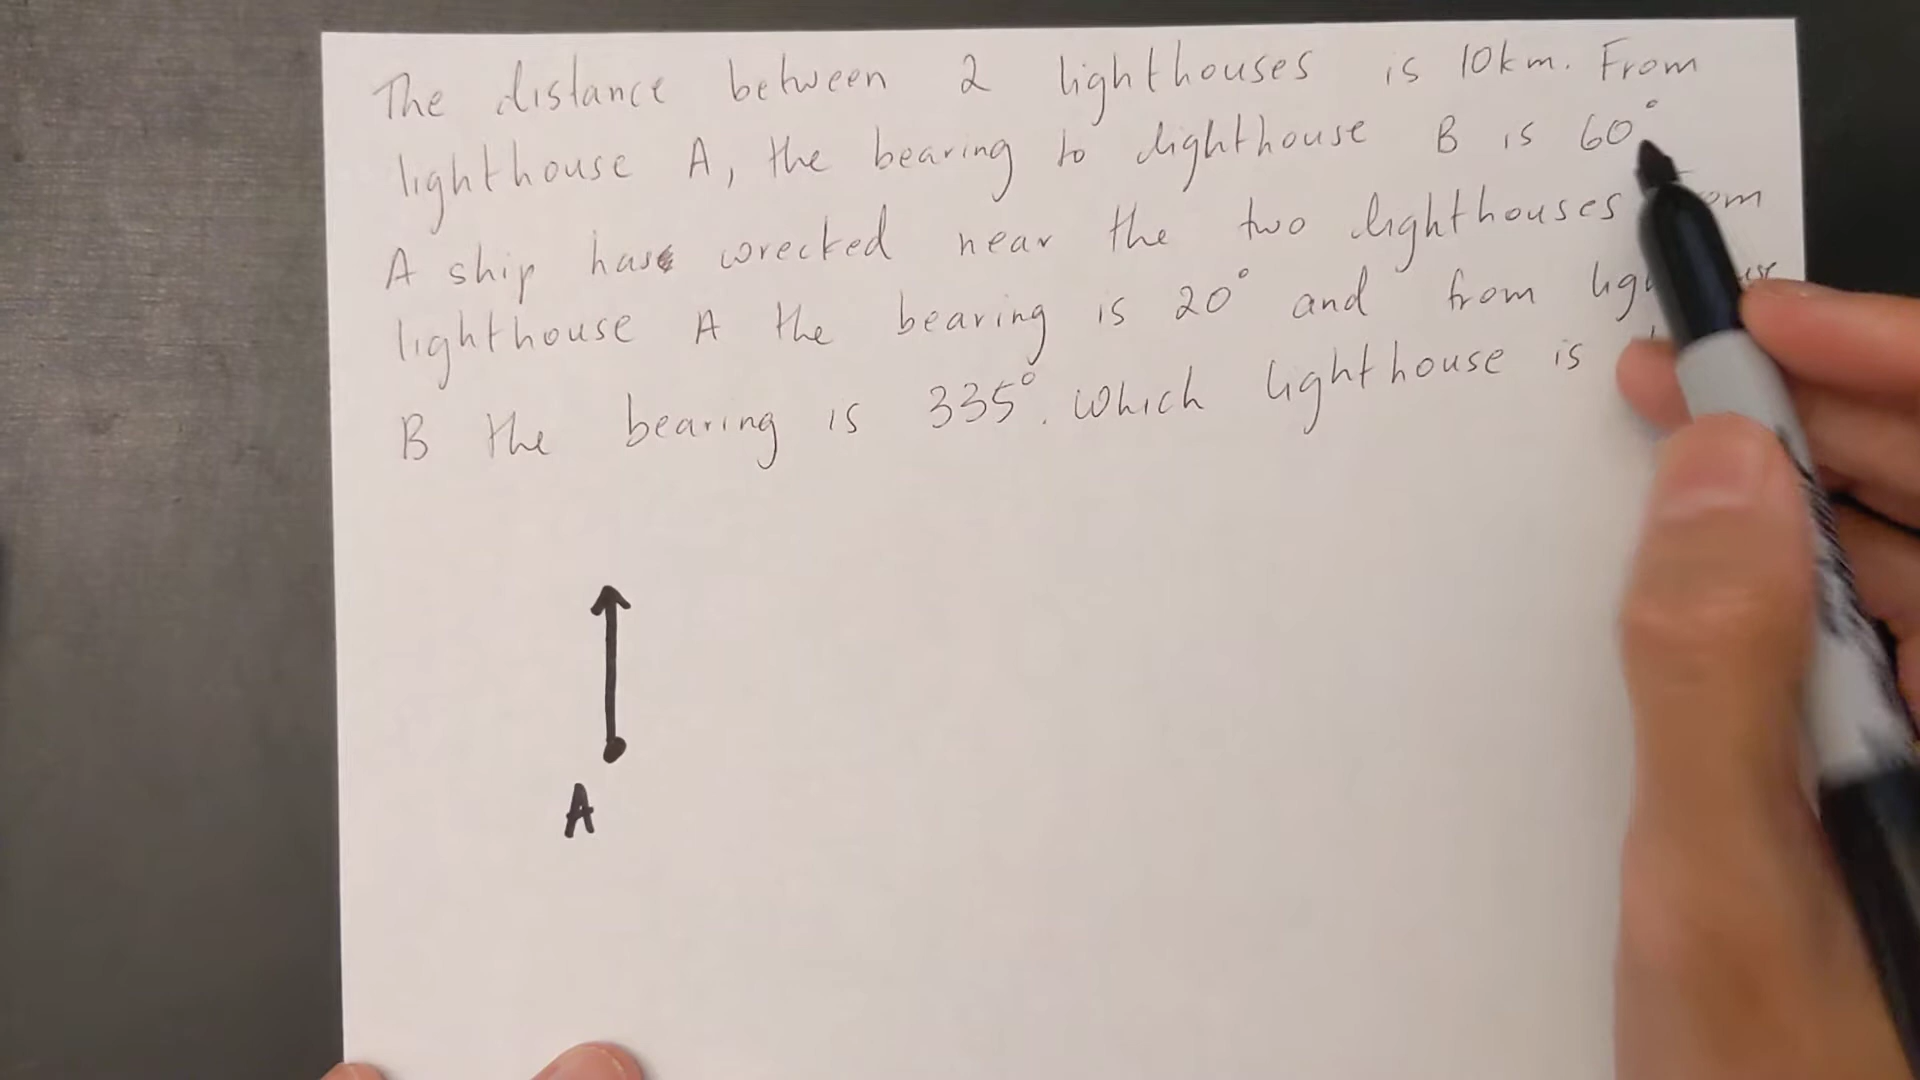 The distance between 2 lighthouses is 10km. From
lighthouse A, the bearing to lighthouse B is 60°
A ship has wrecked near the two lighthouses
lighthouse A the bearing is 20° and from
B the bearing is 335°. which lighthouse is
A